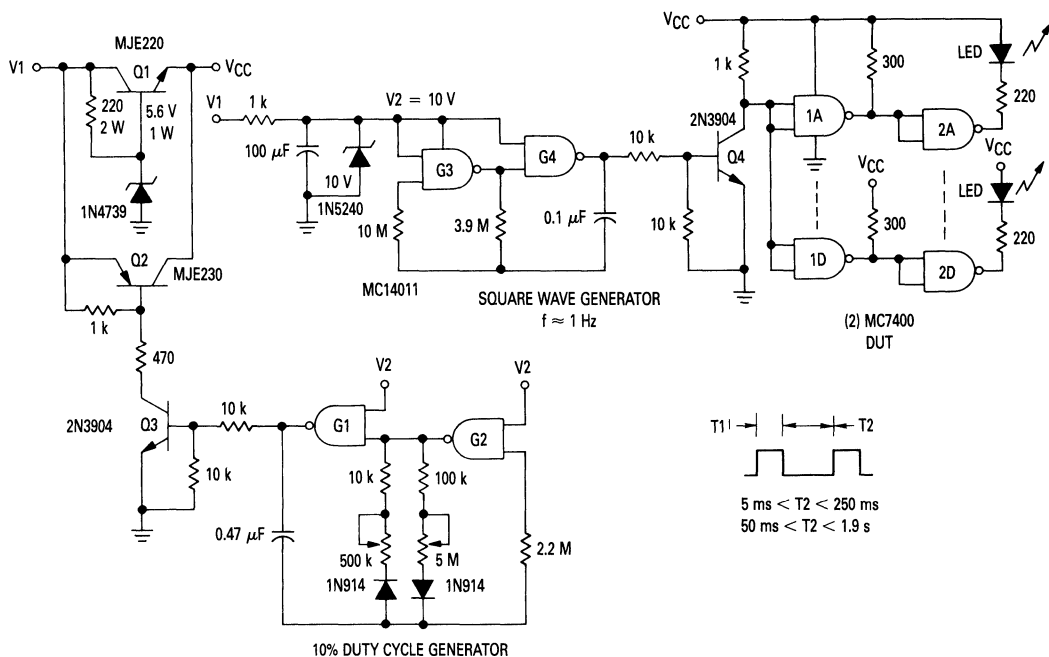 MJE220
V1
Q1
VCC
220
2 W
5.6 V
1 W
1N4739
Q2
MJE230
1 k
470
2N3904
Q3
10 k
10 k
V1
1 k
V2 = 10 V
100 μF
10 V
1N5240
G3
G4
10 M
3.9 M
0.1 μF
MC14011
SQUARE WAVE GENERATOR
f ≈ 1 Hz
10 k
10 k
2N3904
Q4
VCC
1 k
1A
300
2A
LED
220
VCC
1D
300
2D
VCC
LED
220
(2) MC7400
DUT
V2
V2
G1
G2
10 k
100 k
0.47 μF
500 k
5 M
2.2 M
1N914
1N914
10% DUTY CYCLE GENERATOR
T1
T2
5 ms < T2 < 250 ms
50 ms < T2 < 1.9 s